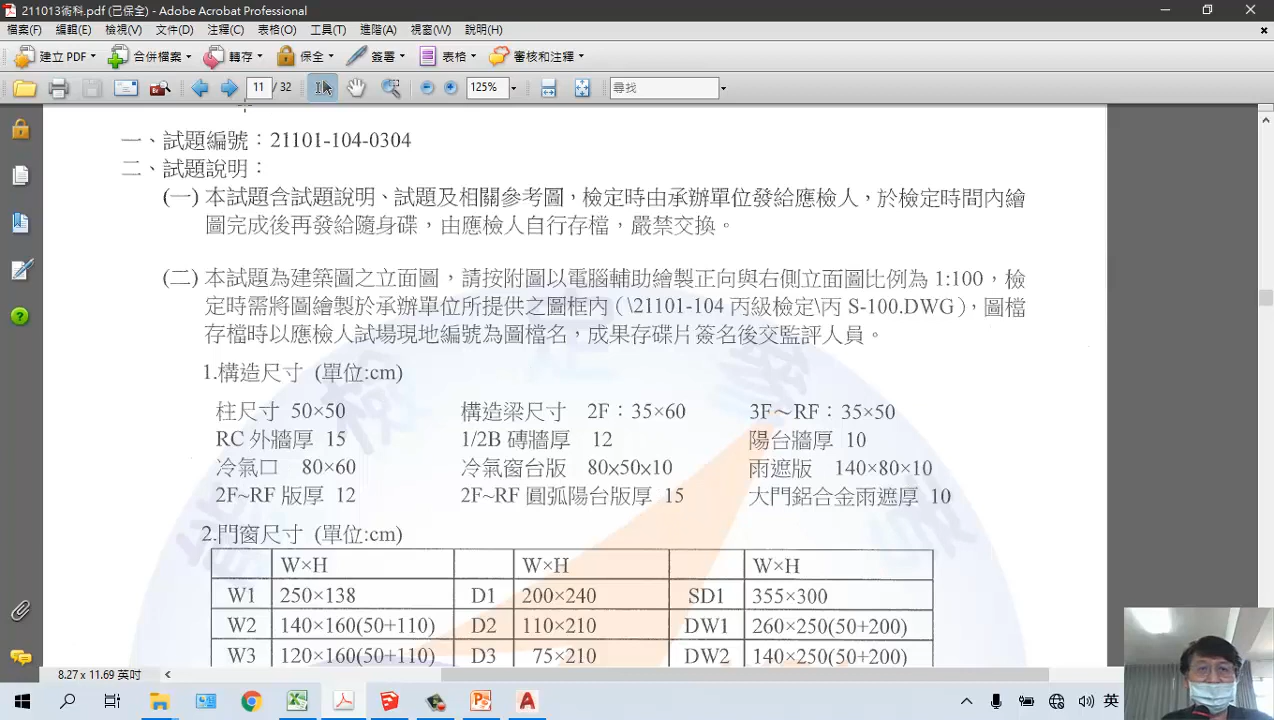 211013術科.pdf (已保全) - Adobe Acrobat Professional
檔案(F) 編輯(E) 檢視(V) 文件(D) 注釋(C) 表格(O) 工具(T) 進階(A) 視窗(W) 說明(H)
建立 PDF 合併檔案 轉存 保全 簽署 表格 審核和注釋
11 / 32 125% 尋找
一、試題編號：21101-104-0304
二、試題說明：
(一) 本試題含試題說明、試題及相關參考圖，檢定時由承辦單位發給應檢人，於檢定時間內繪
圖完成後再發給隨身碟，由應檢人自行存檔，嚴禁交換。
(二) 本試題為建築圖之立面圖，請按附圖以電腦輔助繪製正向與右側立面圖比例為 1:100，檢
定時需將圖繪製於承辦單位所提供之圖框內（\21101-104 丙級檢定\丙 S-100.DWG），圖檔
存檔時以應檢人試場現地編號為圖檔名，成果存碟片簽名後交監評人員。
1.構造尺寸 (單位:cm)
柱尺寸 50×50 構造梁尺寸 2F：35×60 3F～RF：35×50
RC 外牆厚 15 1/2B 磚牆厚 12 陽台牆厚 10
冷氣口 80×60 冷氣窗台版 80×50×10 雨遮版 140×80×10
2F~RF 版厚 12 2F~RF 圓弧陽台版厚 15 大門鋁合金雨遮厚 10
2.門窗尺寸 (單位:cm)
W×H W×H W×H
W1 250×138 D1 200×240 SD1 355×300
W2 140×160(50+110) D2 110×210 DW1 260×250(50+200)
W3 120×160(50+110) D3 75×210 DW2 140×250(50+200)
8.27 x 11.69 英吋
英